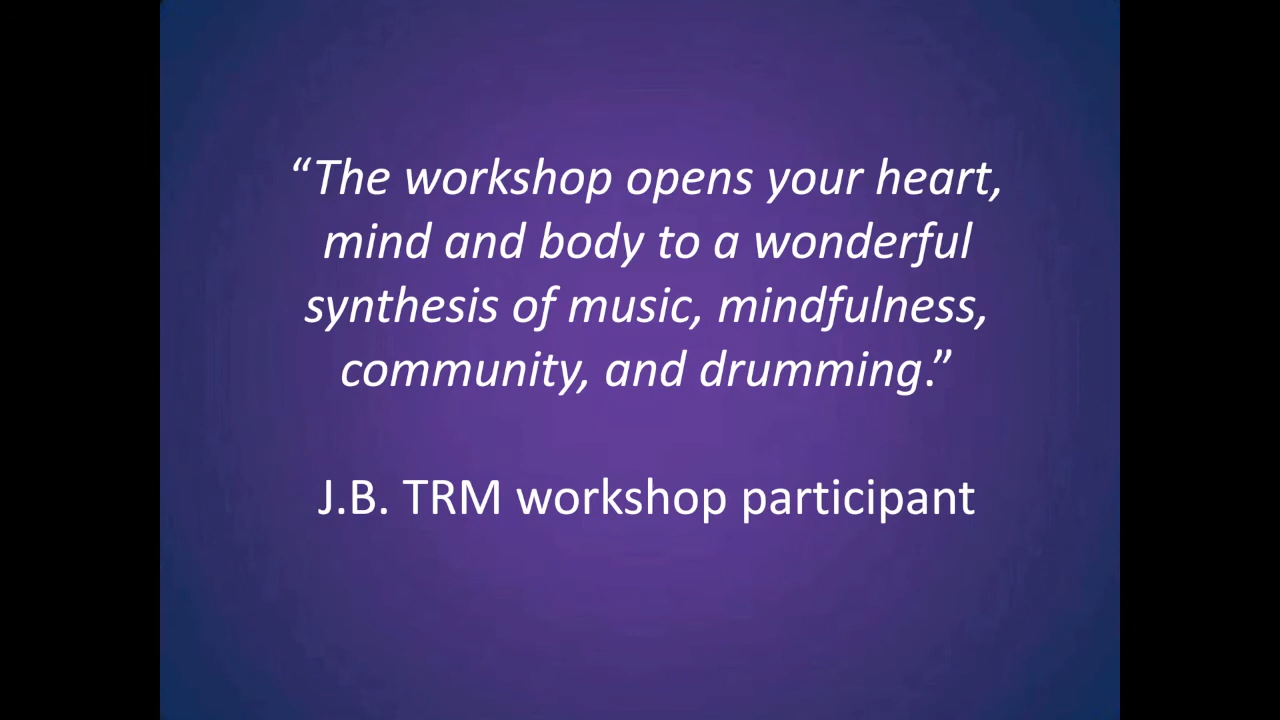 “The workshop opens your heart,
mind and body to a wonderful
synthesis of music, mindfulness,
community, and drumming.”
J.B. TRM workshop participant